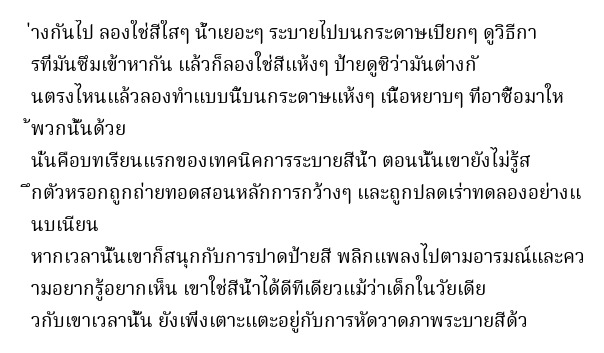 ่างกันไป ลองใช่สีใสๆ น้ำเยอะๆ ระบายไปบนกระดาษเปียกๆ ดูวิธีกา
รที่มันซึมเข้าหากัน แล้วก็ลองใช่สีแห้งๆ ป้ายดูซิว่ามันต่างกั
นตรงไหนแล้วลองทำแบบนี้บนกระดาษแห้งๆ เนื้อหยาบๆ ที่อาซื้อมาให
้พวกนั้นด้วย
นั่นคือบทเรียนแรกของเทคนิคการระบายสีน้ำ ตอนนั้นเขายังไม่รู้ส
ึกตัวหรอกถูกถ่ายทอดสอนหลักการกว้างๆ และถูกปลดเร่าทดลองอย่างแ
นบเนียน
หากเวลานั้นเขาก็สนุกกับการปาดป้ายสี พลิกแพลงไปตามอารมณ์และคว
ามอยากรู้อยากเห็น เขาใช่สีน้ำได้ดีทีเดียวแม้ว่าเด็กในวัยเดีย
วกับเขาเวลานั้น ยังเพิ่งเตาะแตะอยู่กับการหัดวาดภาพระบายสีด้ว